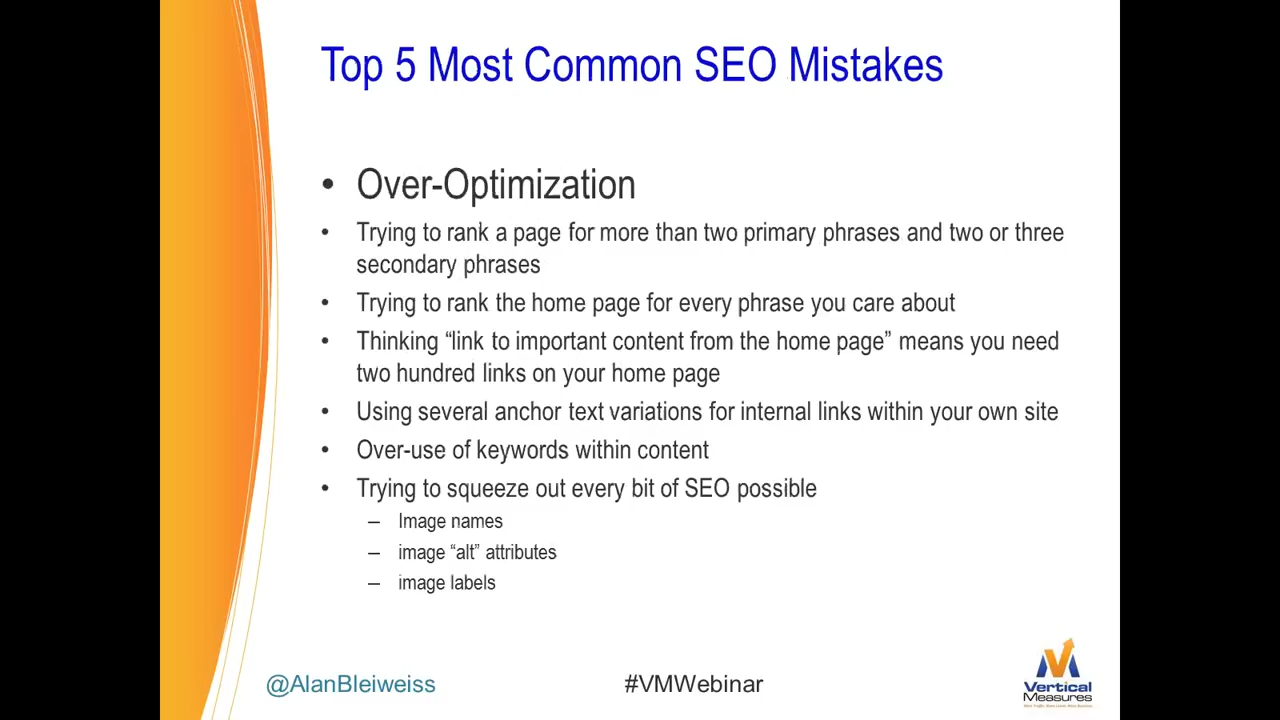 Top 5 Most Common SEO Mistakes
• Over-Optimization
• Trying to rank a page for more than two primary phrases and two or three
secondary phrases
• Trying to rank the home page for every phrase you care about
• Thinking “link to important content from the home page” means you need
two hundred links on your home page
• Using several anchor text variations for internal links within your own site
• Over-use of keywords within content
• Trying to squeeze out every bit of SEO possible
– Image names
– image “alt” attributes
– image labels
@AlanBleiweiss
#VMWebinar
Vertical
Measures